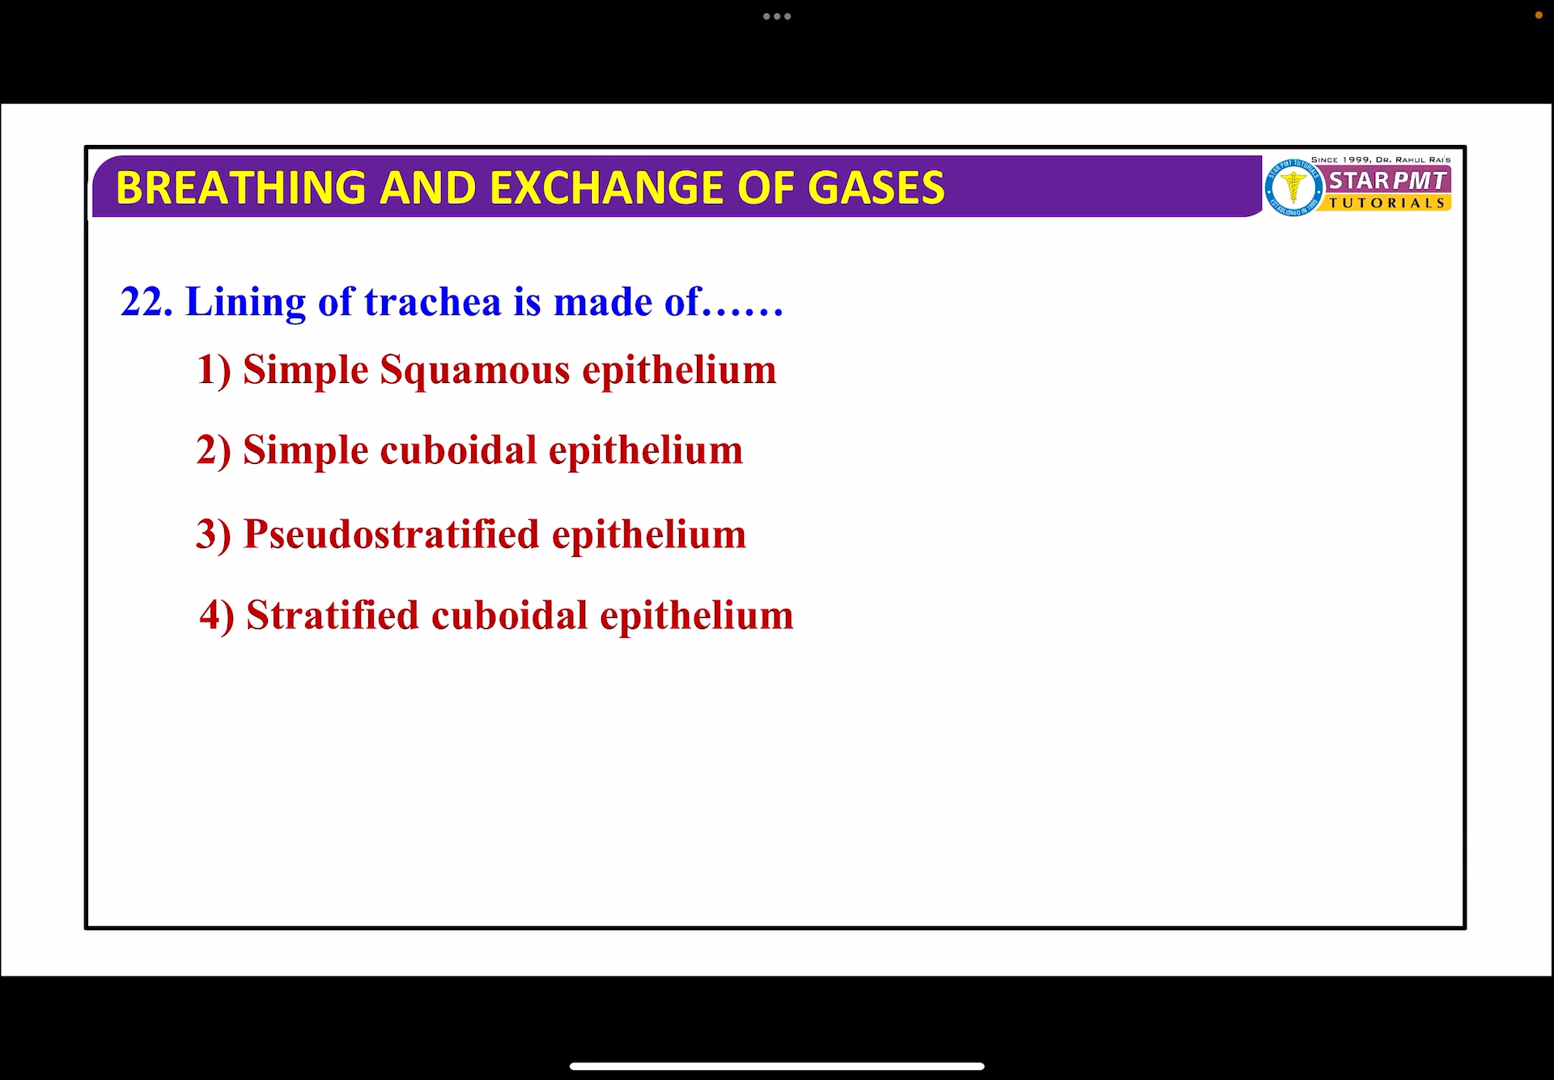 SINCE 1999, DR. RAHUL RAI'S
BREATHING AND EXCHANGE OF GASES
STAR PMT
TUTORIALS
22. Lining of trachea is made of……
1) Simple Squamous epithelium
2) Simple cuboidal epithelium
3) Pseudostratified epithelium
4) Stratified cuboidal epithelium